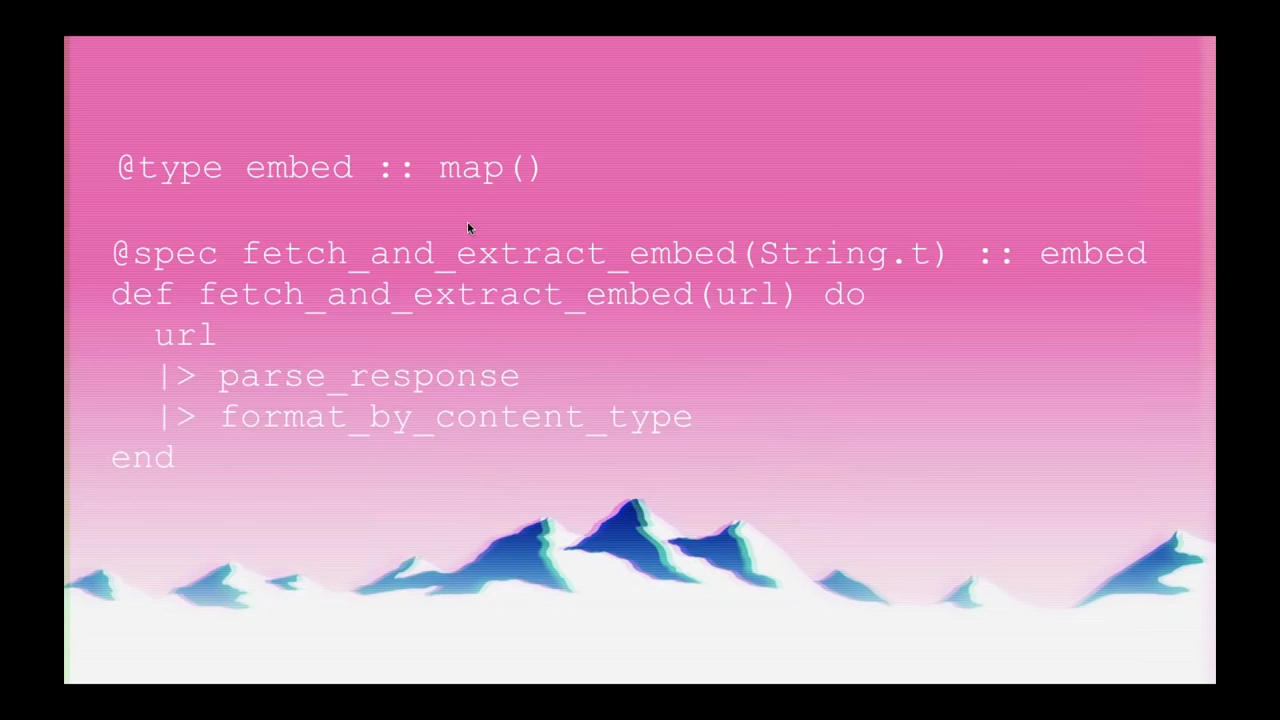 @type embed :: map()
@spec fetch_and_extract_embed(String.t) :: embed
def fetch_and_extract_embed(url) do
  url
  |> parse_response
  |> format_by_content_type
end